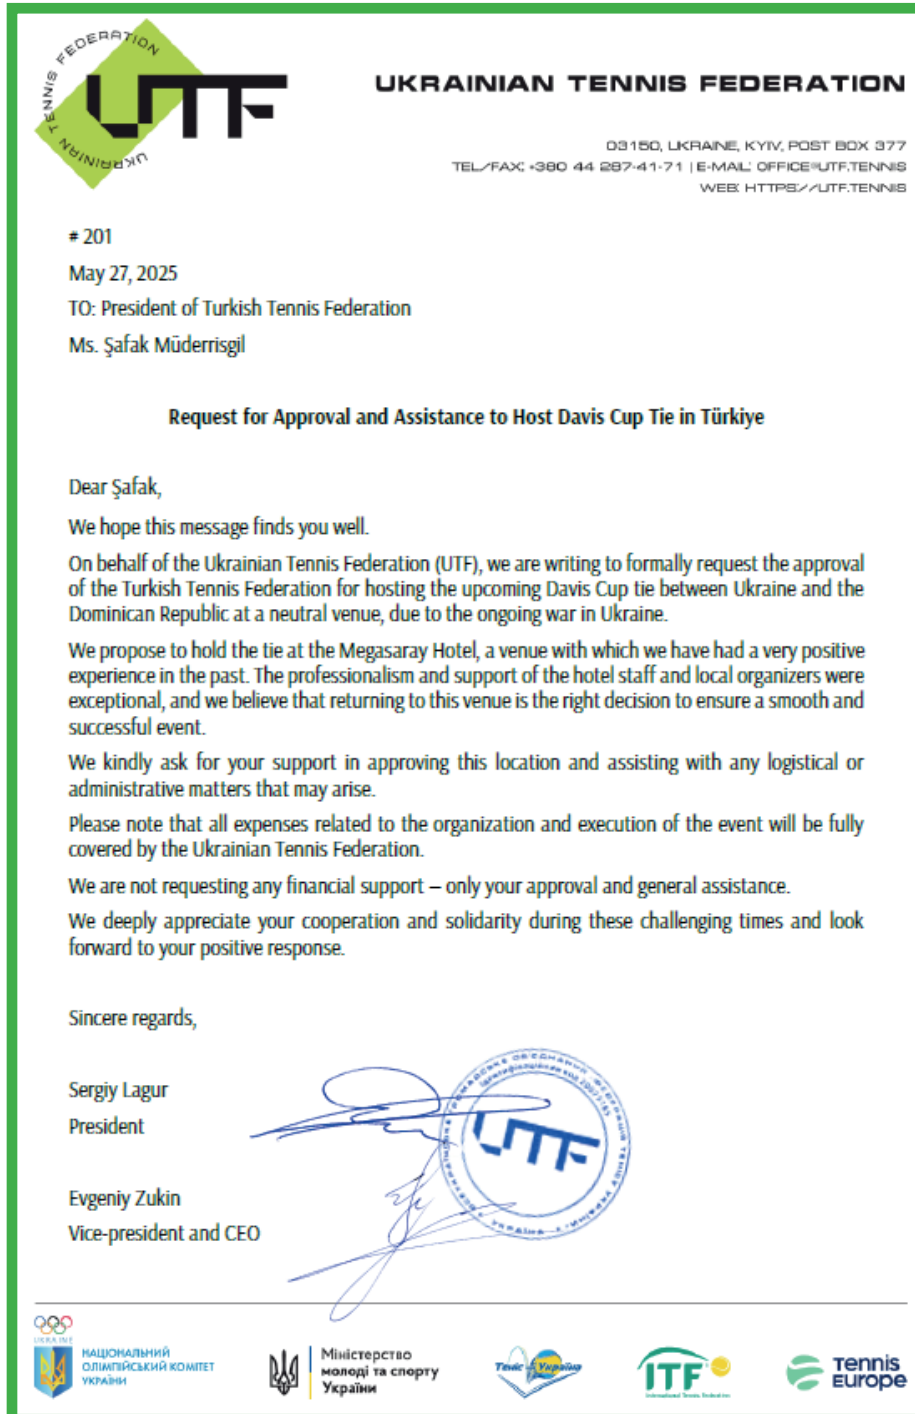 UKRAINIAN TENNIS FEDERATION
UTF
UKRAINIAN TENNIS FEDERATION
03150, UKRAINE, KYIV, POST BOX 377
TEL/FAX: +380 44 287-41-71 | E-MAIL: OFFICE@UTF.TENNIS
WEB: HTTPS://UTF.TENNIS
# 201
May 27, 2025
TO: President of Turkish Tennis Federation
Ms. Şafak Müderrisgil
Request for Approval and Assistance to Host Davis Cup Tie in Türkiye
Dear Şafak,
We hope this message finds you well.
On behalf of the Ukrainian Tennis Federation (UTF), we are writing to formally request the approval
of the Turkish Tennis Federation for hosting the upcoming Davis Cup tie between Ukraine and the
Dominican Republic at a neutral venue, due to the ongoing war in Ukraine.
We propose to hold the tie at the Megasaray Hotel, a venue with which we have had a very positive
experience in the past. The professionalism and support of the hotel staff and local organizers were
exceptional, and we believe that returning to this venue is the right decision to ensure a smooth and
successful event.
We kindly ask for your support in approving this location and assisting with any logistical or
administrative matters that may arise.
Please note that all expenses related to the organization and execution of the event will be fully
covered by the Ukrainian Tennis Federation.
We are not requesting any financial support – only your approval and general assistance.
We deeply appreciate your cooperation and solidarity during these challenging times and look
forward to your positive response.
Sincere regards,
Sergiy Lagur
President
Evgeniy Zukin
Vice-president and CEO
UTF
UKRAINE
НАЦІОНАЛЬНИЙ
ОЛІМПІЙСЬКИЙ КОМІТЕТ
УКРАЇНИ
Міністерство
молоді та спорту
України
Теніс Україна
ITF
International Tennis Federation
Tennis
Europe